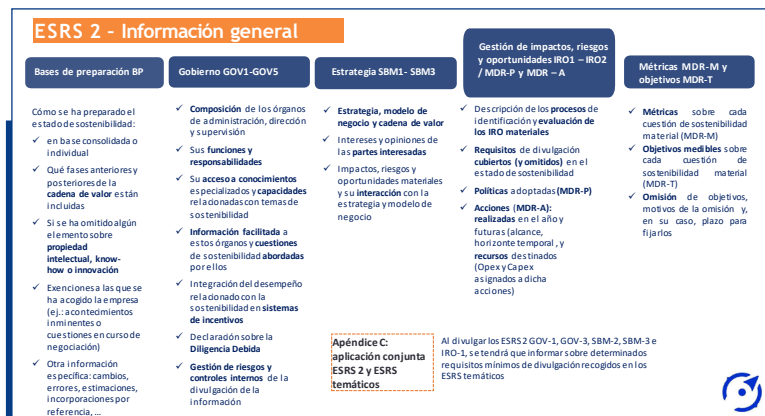 ESRS 2 - Información general
Bases de preparación BP
Cómo se ha preparado el
estado de sostenibilidad:
✓ en base consolidada o
individual
✓ Qué fases anteriores y
posteriores de la
cadena de valor están
incluidas
✓ Si se ha omitido algún
elemento sobre
propiedad
intelectual, know-
how o innovación
✓ Exenciones a las que se
ha acogido la empresa
(ej.: acontecimientos
inminentes o
cuestiones en curso de
negociación)
✓ Otra información
específica: cambios,
errores, estimaciones,
incorporaciones por
referencia, ...
Gobierno GOV1-GOV5
✓ Composición de los órganos
de administración, dirección
y supervisión
✓ Sus funciones y
responsabilidades
✓ Su acceso a conocimientos
especializados y capacidades
relacionadas con temas de
sostenibilidad
✓ Información facilitada a
estos órganos y cuestiones
de sostenibilidad abordadas
por ellos
✓ Integración del desempeño
relacionado con la
sostenibilidad en sistemas
de incentivos
✓ Declaración sobre la
Diligencia Debida
✓ Gestión de riesgos y
controles internos de la
divulgación de la
información
Estrategia SBM1- SBM3
✓ Estrategia, modelo de
negocio y cadena de valor
✓ Intereses y opiniones de
las partes interesadas
✓ Impactos, riesgos y
oportunidades materiales
y su interacción con la
estrategia y modelo de
negocio
Gestión de impactos, riesgos
y oportunidades IRO1 – IRO2
/ MDR-P y MDR – A
✓ Descripción de los procesos de
identificación y evaluación de
los IRO materiales
✓ Requisitos de divulgación
cubiertos (y omitidos) en el
estado de sostenibilidad
✓ Políticas adoptadas (MDR-P)
✓ Acciones (MDR-A):
realizadas en el año y
futuras (alcance,
horizonte temporal, y
recursos destinados
(Opex y Capex
asignados a dicha
acciones)
Métricas MDR-M y
objetivos MDR-T
✓ Métricas sobre cada
cuestión de sostenibilidad
material (MDR-M)
✓ Objetivos medibles sobre
cada cuestión de
sostenibilidad material
(MDR-T)
✓ Omisión de objetivos,
motivos de la omisión y,
en su caso, plazo para
fijarlos
Apéndice C:
aplicación conjunta
ESRS 2 y ESRS
temáticos
Al divulgar los ESRS2 GOV-1, GOV-3, SBM-2, SBM-3 e
IRO-1, se tendrá que informar sobre determinados
requisitos mínimos de divulgación recogidos en los
ESRS temáticos